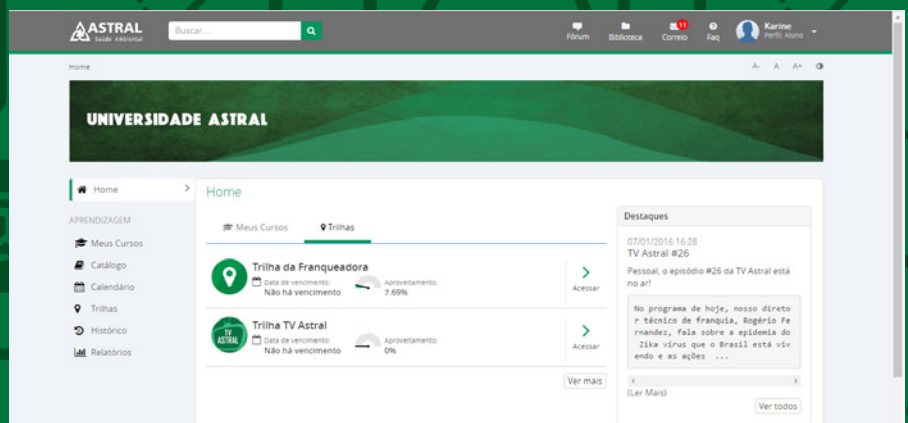 ASTRAL
Saúde Ambiental
Buscar...
Fórum
Biblioteca
11
Correio
Faq
Karine
Perfil: Aluno
Home
A- A A+
UNIVERSIDADE ASTRAL
Home
APRENDIZAGEM
Meus Cursos
Catálogo
Calendário
Trilhas
Histórico
Relatórios
Home
Meus Cursos
Trilhas
Trilha da Franqueadora
Data de vencimento:
Não há vencimento
Aproveitamento:
7.69%
Acessar
TV
ASTRAL
Trilha TV Astral
Data de vencimento:
Não há vencimento
Aproveitamento:
0%
Acessar
Ver mais
Destaques
07/01/2016 16:28
TV Astral #26
Pessoal, o episódio #26 da TV Astral está
no ar!
No programa de hoje, nosso direto
r técnico de franquia, Rogério Fe
rnandez, fala sobre a epidemia do
Zika vírus que o Brasil está viv
endo e as ações ...
(Ler Mais)
Ver todos